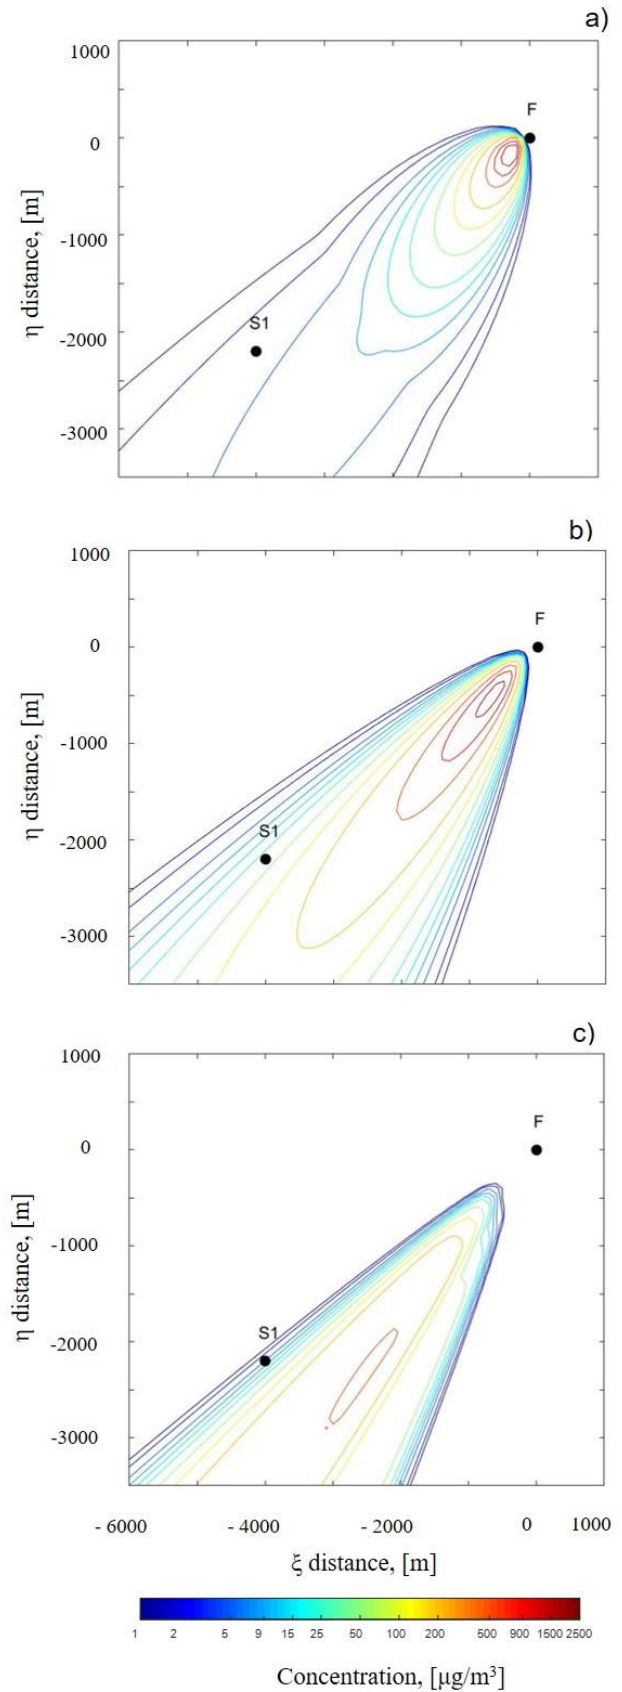 a)
1000
F
0
-1000
η distance, [m]
S1
-2000
-3000
b)
1000
F
0
-1000
η distance, [m]
S1
-2000
-3000
c)
1000
F
0
-1000
η distance, [m]
S1
-2000
-3000
- 6000 - 4000 - 2000 0 1000
ξ distance, [m]
1 2 5 9 15 25 50 100 200 500 900 1500 2500
Concentration, [μg/m³]